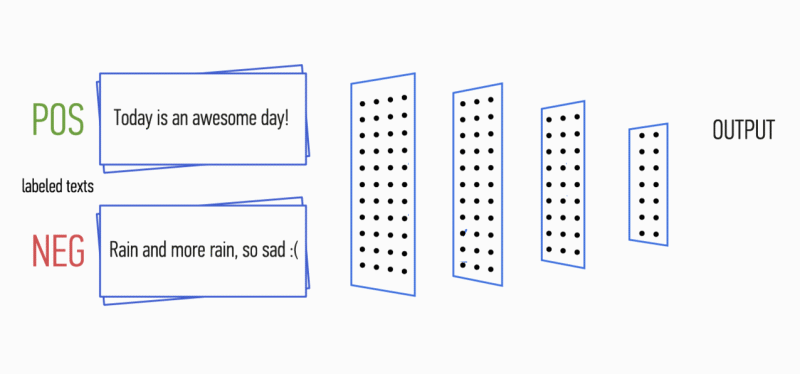 POS
Today is an awesome day!
labeled texts
NEG
Rain and more rain, so sad :(
OUTPUT